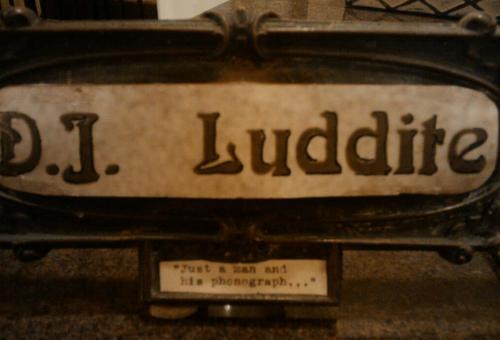 D.J. Luddite
"Just a man and
his phonograph..."